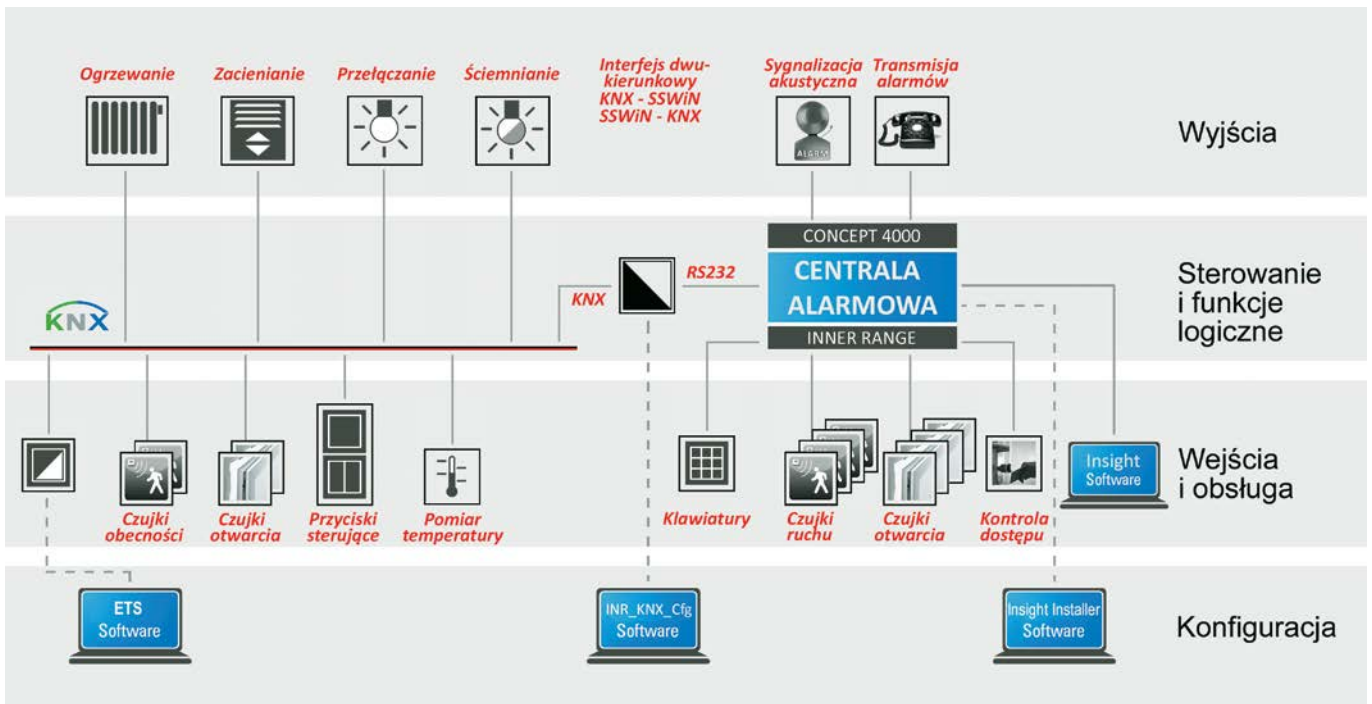 Ogrzewanie
Zacienianie
Przełączanie
Ściemnianie
Interfejs dwu-
kierunkowy
KNX - SSWiN
SSWiN - KNX
Sygnalizacja
akustyczna
Transmisja
alarmów
ALARM
Wyjścia
KNX
KNX
RS232
CONCEPT 4000
CENTRALA
ALARMOWA
INNER RANGE
Sterowanie
i funkcje
logiczne
Czujki
obecności
Czujki
otwarcia
Przyciski
sterujące
Pomiar
temperatury
Klawiatury
Czujki
ruchu
Czujki
otwarcia
Kontrola
dostępu
Insight
Software
Wejścia
i obsługa
ETS
Software
INR_KNX_Cfg
Software
Insight Installer
Software
Konfiguracja